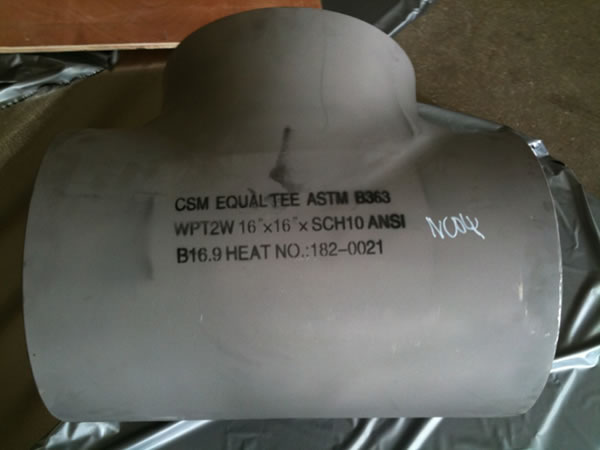 CSM EQUAL TEE ASTM B363
WPT2W 16"x16"x SCH10 ANSI
B16.9 HEAT NO.:182-0021